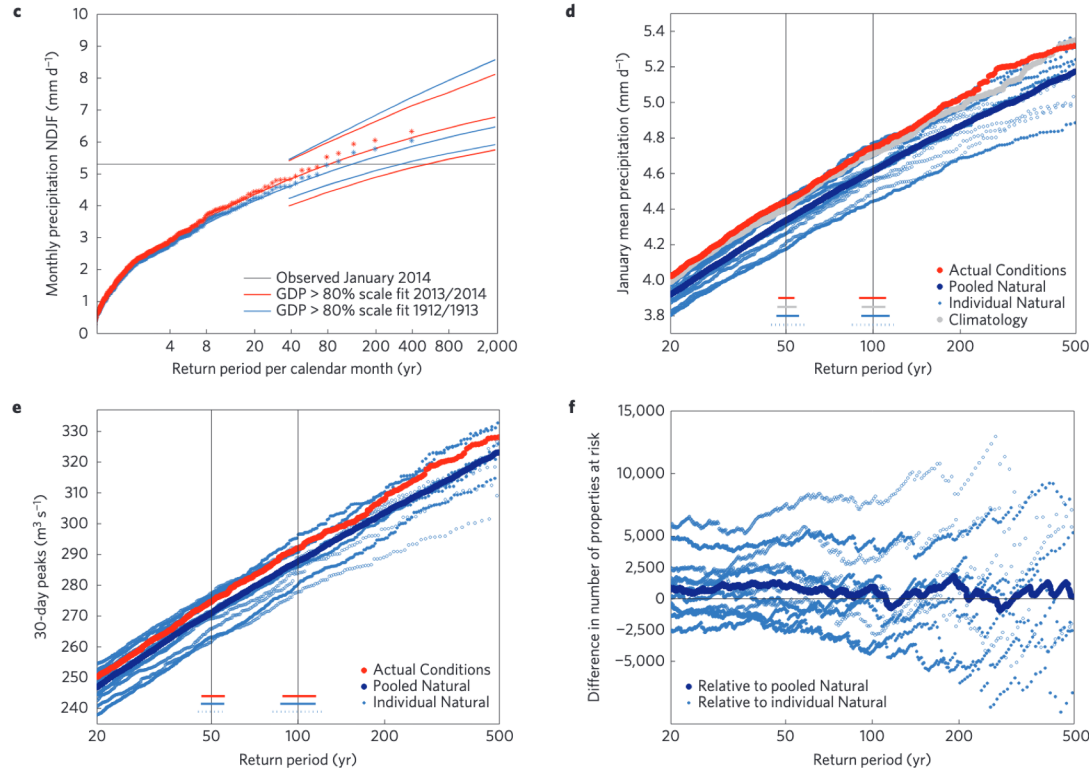 c
Monthly precipitation NDJF (mm d⁻¹)
10
9
8
7
6
5
4
3
2
1
0
Observed January 2014
GDP > 80% scale fit 2013/2014
GDP > 80% scale fit 1912/1913
4 8 20 40 80 200 400 800 2,000
Return period per calendar month (yr)
d
January mean precipitation (mm d⁻¹)
5.4
5.2
5.0
4.8
4.6
4.4
4.2
4.0
3.8
Actual Conditions
Pooled Natural
Individual Natural
Climatology
20 50 100 200 500
Return period (yr)
e
30-day peaks (m³ s⁻¹)
330
320
310
300
290
280
270
260
250
240
Actual Conditions
Pooled Natural
Individual Natural
20 50 100 200 500
Return period (yr)
f
Difference in number of properties at risk
15,000
10,000
5,000
2,500
0
−2,500
−5,000
Relative to pooled Natural
Relative to individual Natural
20 50 100 200 500
Return period (yr)